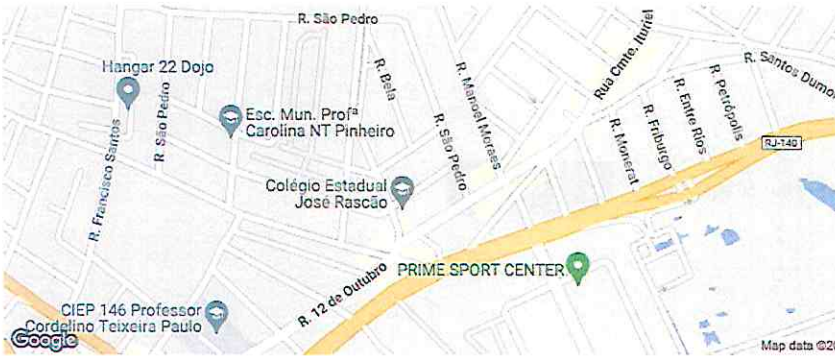 R. São Pedro
Hangar 22 Dojo
R. Santos Dumo
Rua Cmte. Ituriel
R. Bela
R. Manoel Moraes
R. Petrópolis
R. Entre Rios
R. Friburgo
R. Monerat
R. São Pedro
Esc. Mun. Profª
Carolina NT Pinheiro
R. São Pedro
RJ-140
R. Francisco Santos
Colégio Estadual
José Rascão
PRIME SPORT CENTER
R. 12 de Outubro
CIEP 146 Professor
Cordelino Teixeira Paulo
Google
Map data ©20